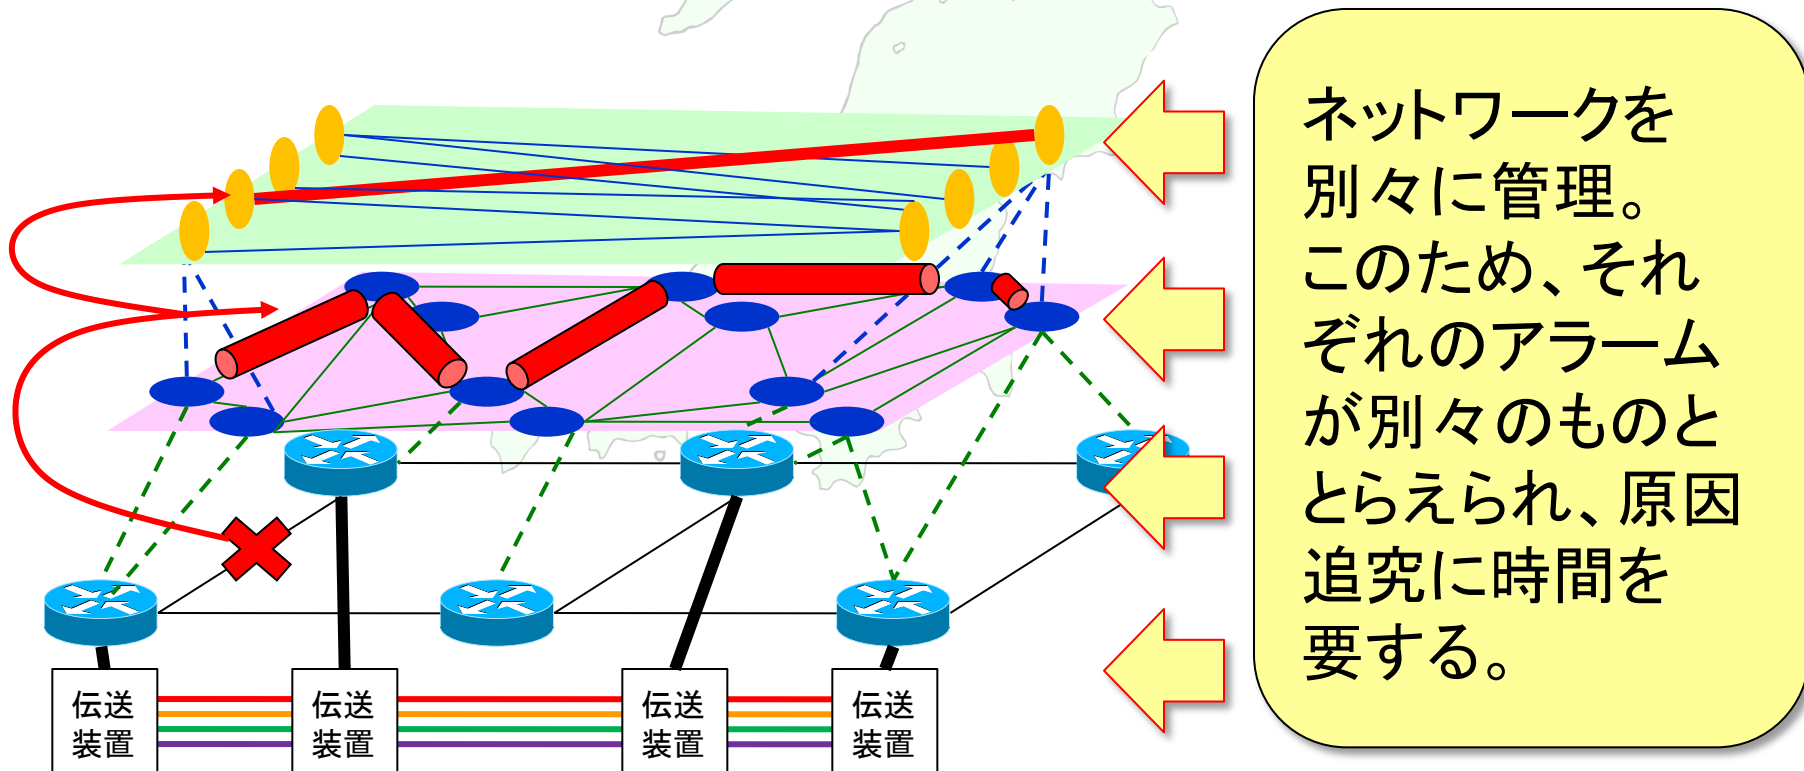 ネットワークを
別々に管理。
このため、それ
ぞれのアラーム
が別々のものと
とらえられ、原因
追究に時間を
要する。
伝送
装置
伝送
装置
伝送
装置
伝送
装置